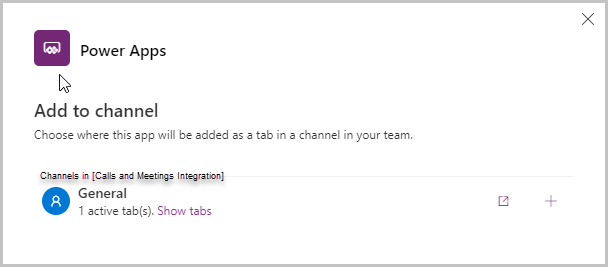 Power Apps
Add to channel
Choose where this app will be added as a tab in a channel in your team.
Channels in [Calls and Meetings Integration]
General
1 active tab(s). Show tabs